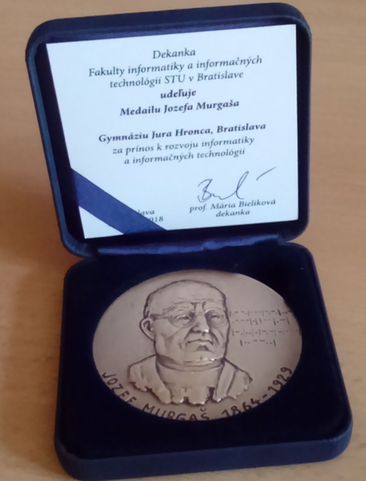 Dekanka
Fakulty informatiky a informačných
technológií STU v Bratislave
udeľuje
Medailu Jozefa Murgaša
Gymnáziu Jura Hronca, Bratislava
za prínos k rozvoju informatiky
a informačných technológií
2018
prof. Mária Bieliková
dekanka
JOZEF MURGAŠ 1864-1929